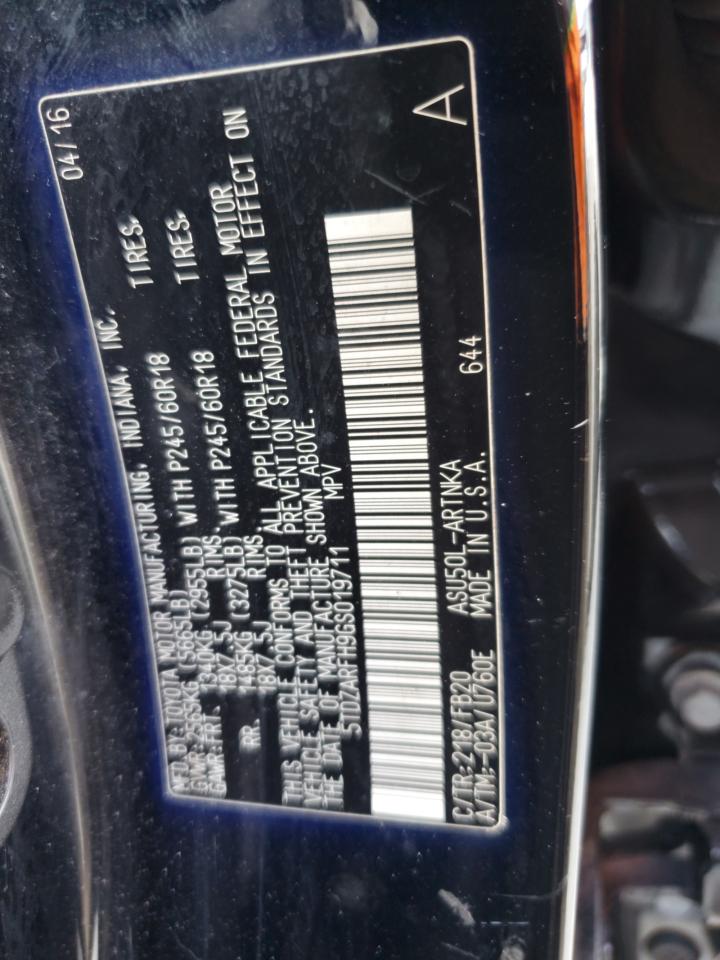 MFD BY: TOYOTA MOTOR MANUFACTURING, INDIANA, INC. 04/16
GVWR:2565KG (5665LB)
GAWR:FRT. 1340KG (2955LB) WITH P245/60R18 TIRES,
18X7.5J RIMS,
RR. 1485KG (3275LB) WITH P245/60R18 TIRES,
18X7.5J RIMS,
THIS VEHICLE CONFORMS TO ALL APPLICABLE FEDERAL MOTOR
VEHICLE SAFETY AND THEFT PREVENTION STANDARDS IN EFFECT ON
THE DATE OF MANUFACTURE SHOWN ABOVE.
5TDZARFH9GS019711 MPV
A
C/TR:218/FB20 ASU50L-ARTNKA 644
A/TM:-03A/U760E MADE IN U.S.A.